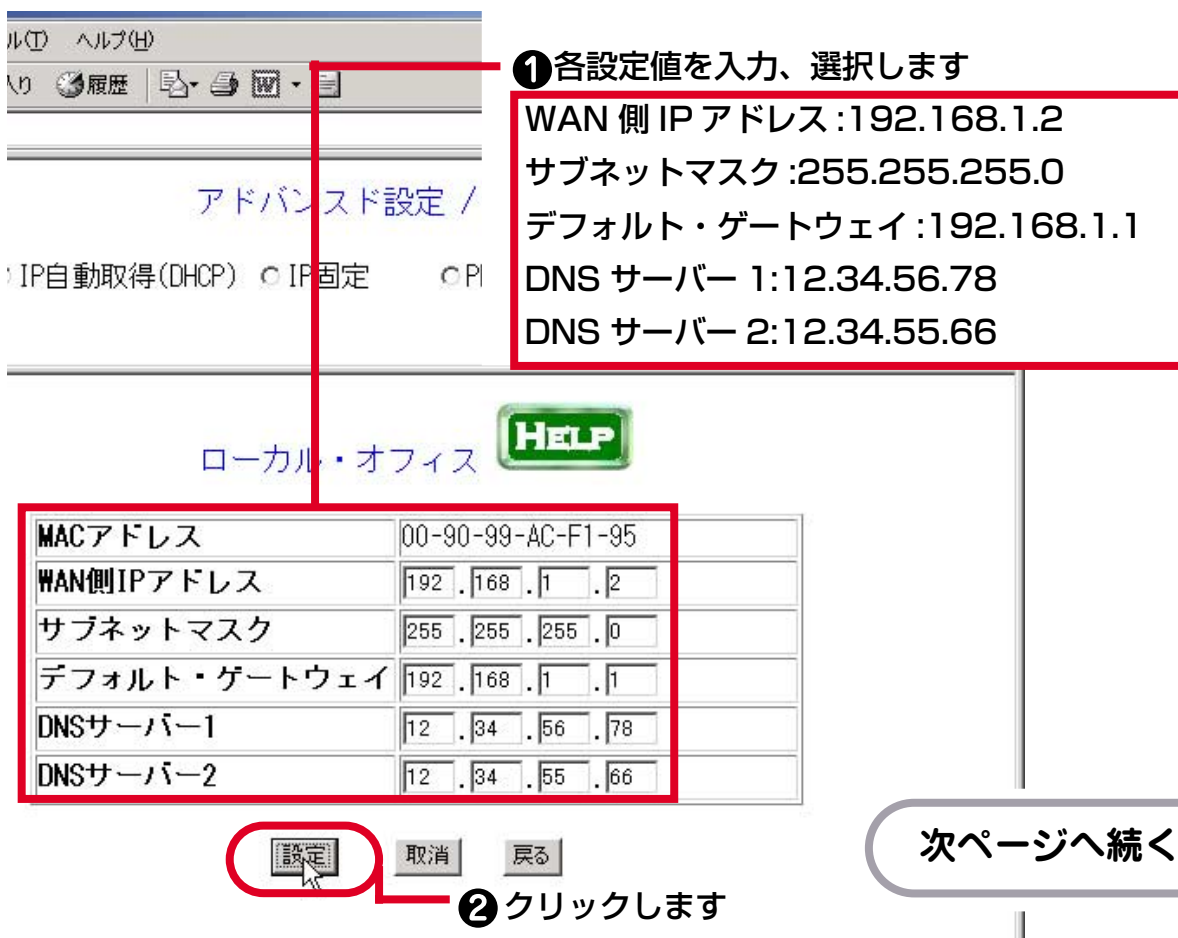 ル(T) ヘルプ(H)
入り 履歴
❶各設定値を入力、選択します
WAN 側 IP アドレス:192.168.1.2
サブネットマスク:255.255.255.0
デフォルト・ゲートウェイ:192.168.1.1
DNS サーバー 1:12.34.56.78
DNS サーバー 2:12.34.55.66
アドバンスド設定 /
IP自動取得(DHCP) IP固定
ローカル・オフィス HELP
MACアドレス 00-90-99-AC-F1-95
WAN側IPアドレス 192 . 168 . 1 . 2
サブネットマスク 255 . 255 . 255 . 0
デフォルト・ゲートウェイ 192 . 168 . 1 . 1
DNSサーバー1 12 . 34 . 56 . 78
DNSサーバー2 12 . 34 . 55 . 66
設定 取消 戻る
次ページへ続く
❷クリックします